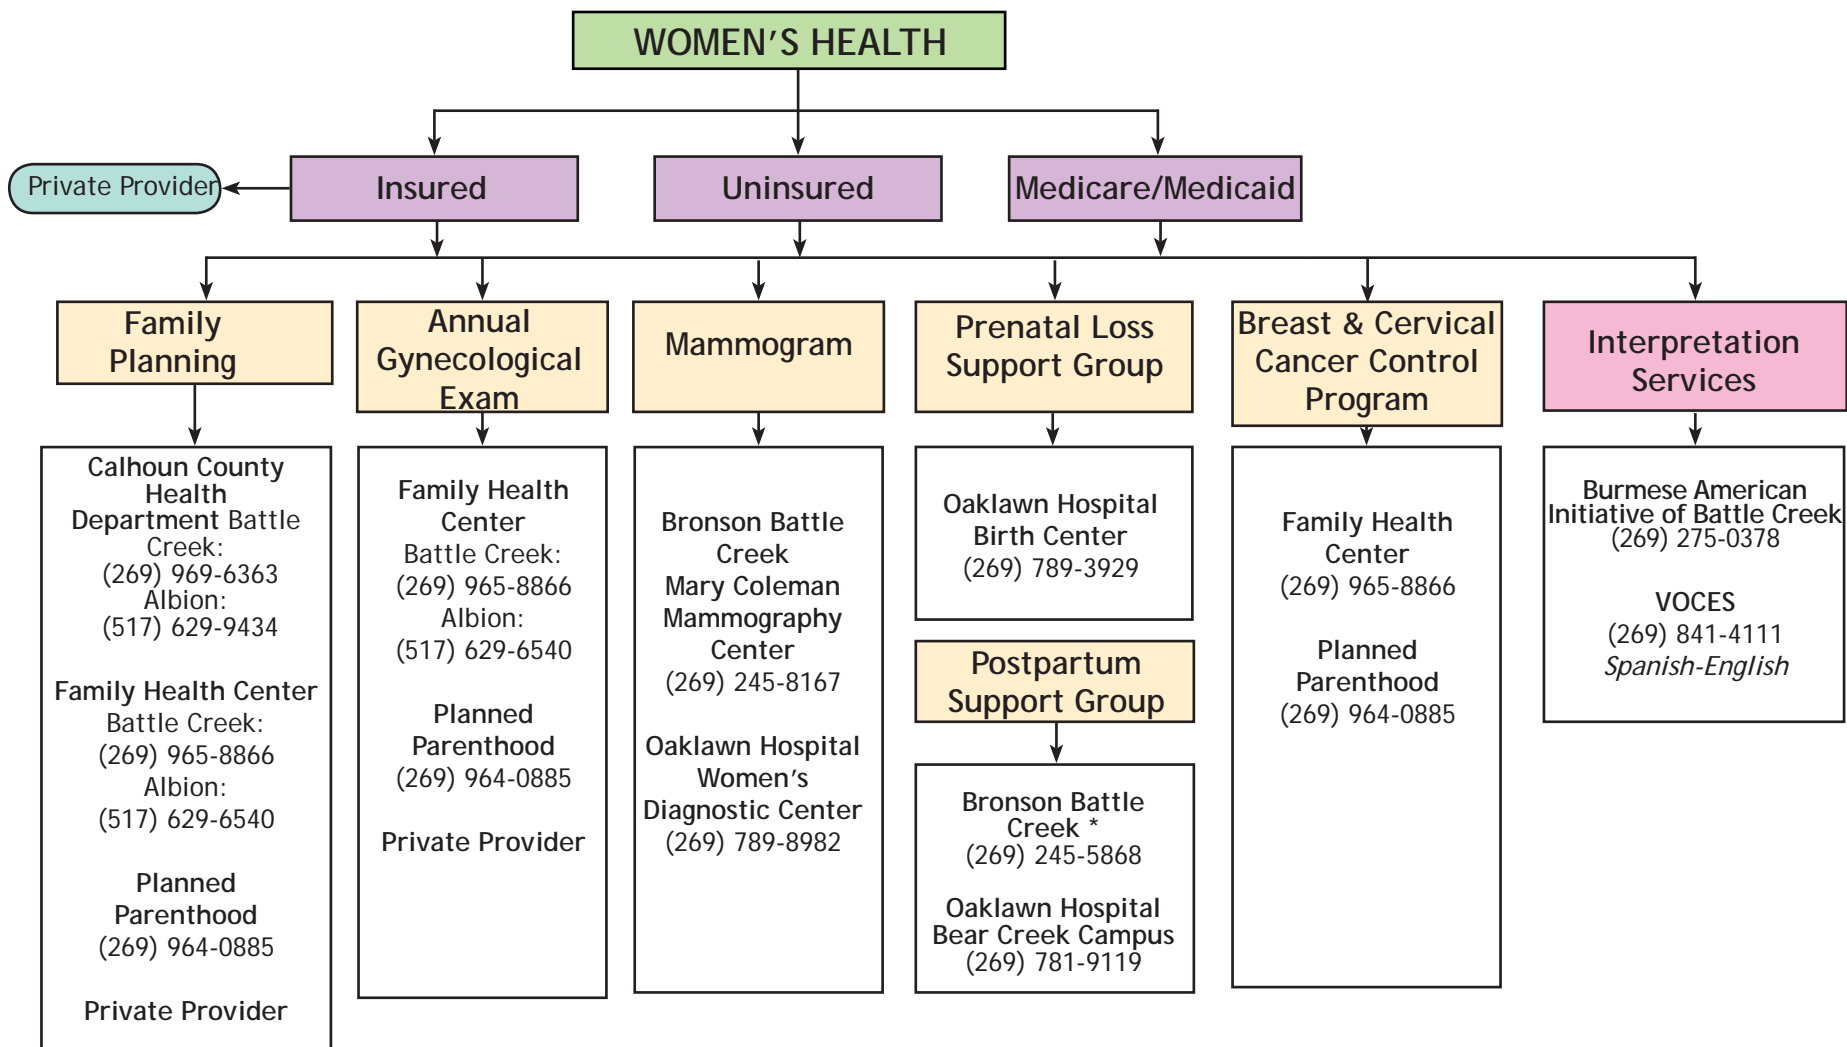 WOMEN'S HEALTH
Private Provider
Insured
Uninsured
Medicare/Medicaid
Family
Planning
Annual
Gynecological
Exam
Mammogram
Prenatal Loss
Support Group
Breast & Cervical
Cancer Control
Program
Interpretation
Services
Calhoun County
Health
Department Battle
Creek:
(269) 969-6363
Albion:
(517) 629-9434
Family Health Center
Battle Creek:
(269) 965-8866
Albion:
(517) 629-6540
Planned
Parenthood
(269) 964-0885
Private Provider
Family Health
Center
Battle Creek:
(269) 965-8866
Albion:
(517) 629-6540
Planned
Parenthood
(269) 964-0885
Private Provider
Bronson Battle
Creek
Mary Coleman
Mammography
Center
(269) 245-8167
Oaklawn Hospital
Women's
Diagnostic Center
(269) 789-8982
Oaklawn Hospital
Birth Center
(269) 789-3929
Postpartum
Support Group
Bronson Battle
Creek *
(269) 245-5868
Oaklawn Hospital
Bear Creek Campus
(269) 781-9119
Family Health
Center
(269) 965-8866
Planned
Parenthood
(269) 964-0885
Burmese American
Initiative of Battle Creek
(269) 275-0378
VOCES
(269) 841-4111
Spanish-English